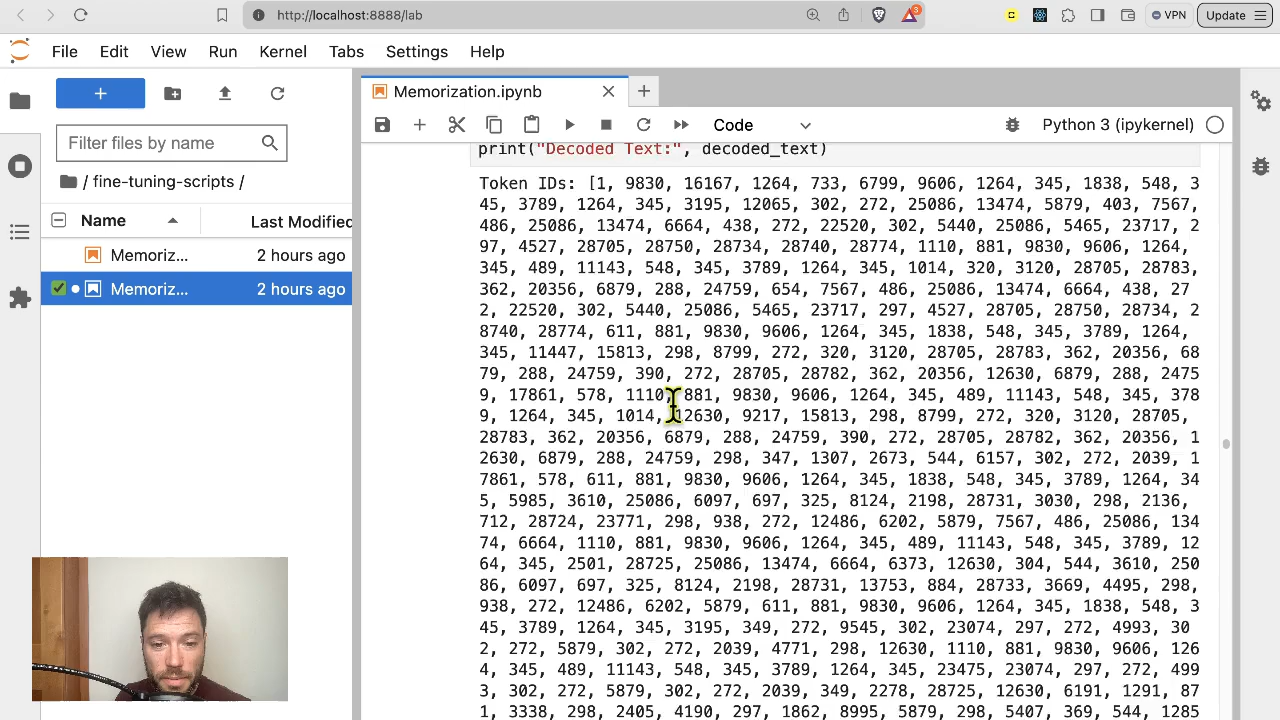 http://localhost:8888/lab
3
VPN
Update
File Edit View Run Kernel Tabs Settings Help
Memorization.ipynb
Filter files by name
Code
Python 3 (ipykernel)
/ fine-tuning-scripts /
Name
Last Modified
Memoriz...
2 hours ago
Memoriz...
2 hours ago
print("Decoded Text:", decoded_text)
Token IDs: [1, 9830, 16167, 1264, 733, 6799, 9606, 1264, 345, 1838, 548, 3
45, 3789, 1264, 345, 3195, 12065, 302, 272, 25086, 13474, 5879, 403, 7567,
486, 25086, 13474, 6664, 438, 272, 22520, 302, 5440, 25086, 5465, 23717, 2
97, 4527, 28705, 28750, 28734, 28740, 28774, 1110, 881, 9830, 9606, 1264,
345, 489, 11143, 548, 345, 3789, 1264, 345, 1014, 320, 3120, 28705, 28783,
362, 20356, 6879, 288, 24759, 654, 7567, 486, 25086, 13474, 6664, 438, 27
2, 22520, 302, 5440, 25086, 5465, 23717, 297, 4527, 28705, 28750, 28734, 2
8740, 28774, 611, 881, 9830, 9606, 1264, 345, 1838, 548, 345, 3789, 1264,
345, 11447, 15813, 298, 8799, 272, 320, 3120, 28705, 28783, 362, 20356, 68
79, 288, 24759, 390, 272, 28705, 28782, 362, 20356, 12630, 6879, 288, 2475
9, 17861, 578, 1110, 881, 9830, 9606, 1264, 345, 489, 11143, 548, 345, 378
9, 1264, 345, 1014, 12630, 9217, 15813, 298, 8799, 272, 320, 3120, 28705,
28783, 362, 20356, 6879, 288, 24759, 390, 272, 28705, 28782, 362, 20356, 1
2630, 6879, 288, 24759, 298, 347, 1307, 2673, 544, 6157, 302, 272, 2039, 1
7861, 578, 611, 881, 9830, 9606, 1264, 345, 1838, 548, 345, 3789, 1264, 34
5, 5985, 3610, 25086, 6097, 697, 325, 8124, 2198, 28731, 3030, 298, 2136,
712, 28724, 23771, 298, 938, 272, 12486, 6202, 5879, 7567, 486, 25086, 134
74, 6664, 1110, 881, 9830, 9606, 1264, 345, 489, 11143, 548, 345, 3789, 12
64, 345, 2501, 28725, 25086, 13474, 6664, 6373, 12630, 304, 544, 3610, 250
86, 6097, 697, 325, 8124, 2198, 28731, 13753, 884, 28733, 3669, 4495, 298,
938, 272, 12486, 6202, 5879, 611, 881, 9830, 9606, 1264, 345, 1838, 548, 3
45, 3789, 1264, 345, 3195, 349, 272, 9545, 302, 23074, 297, 272, 4993, 30
2, 272, 5879, 302, 272, 2039, 4771, 298, 12630, 1110, 881, 9830, 9606, 126
4, 345, 489, 11143, 548, 345, 3789, 1264, 345, 23475, 23074, 297, 272, 499
3, 302, 272, 5879, 302, 272, 2039, 349, 2278, 28725, 12630, 6191, 1291, 87
1, 3338, 298, 2405, 4190, 297, 1862, 8995, 5879, 298, 5407, 369, 544, 1285